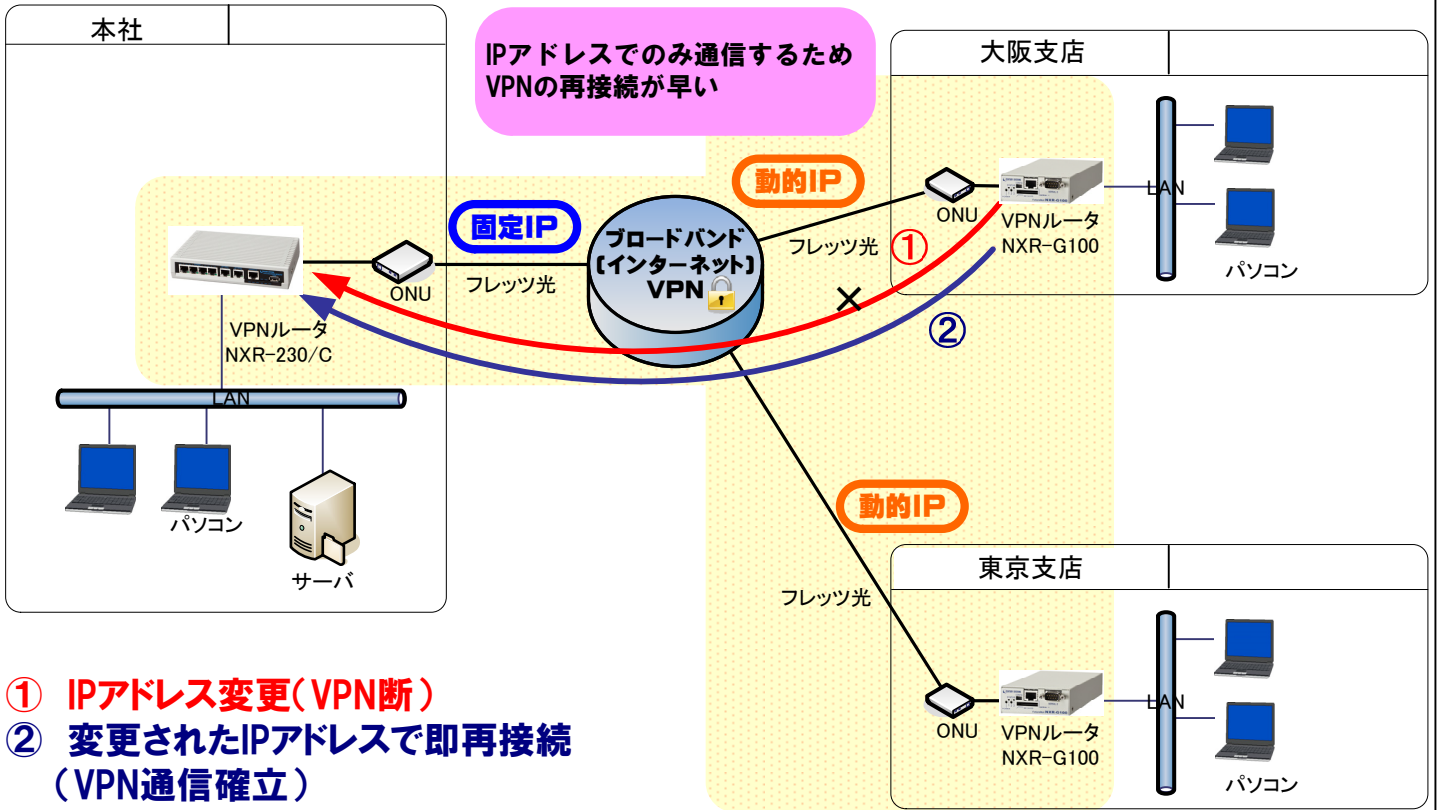 本社
IPアドレスでのみ通信するため
VPNの再接続が早い
大阪支店
動的IP
固定IP
ONU
VPNルータ
NXR-G100
LAN
パソコン
フレッツ光
①
ブロードバンド
(インターネット)
VPN
フレッツ光
ONU
×
②
VPNルータ
NXR-230/C
LAN
パソコン
サーバ
動的IP
フレッツ光
東京支店
ONU
VPNルータ
NXR-G100
LAN
パソコン
① IPアドレス変更(VPN断)
② 変更されたIPアドレスで即再接続
(VPN通信確立)